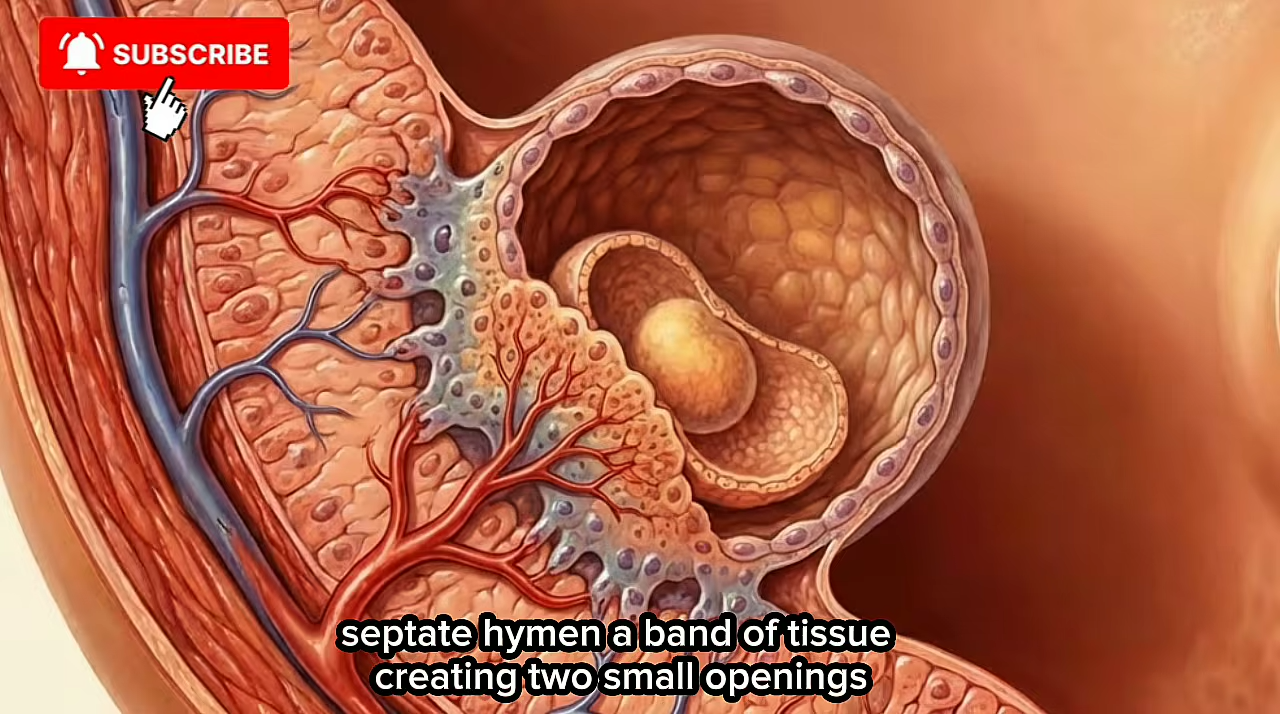 SUBSCRIBE
septate hymen a band of tissue
creating two small openings